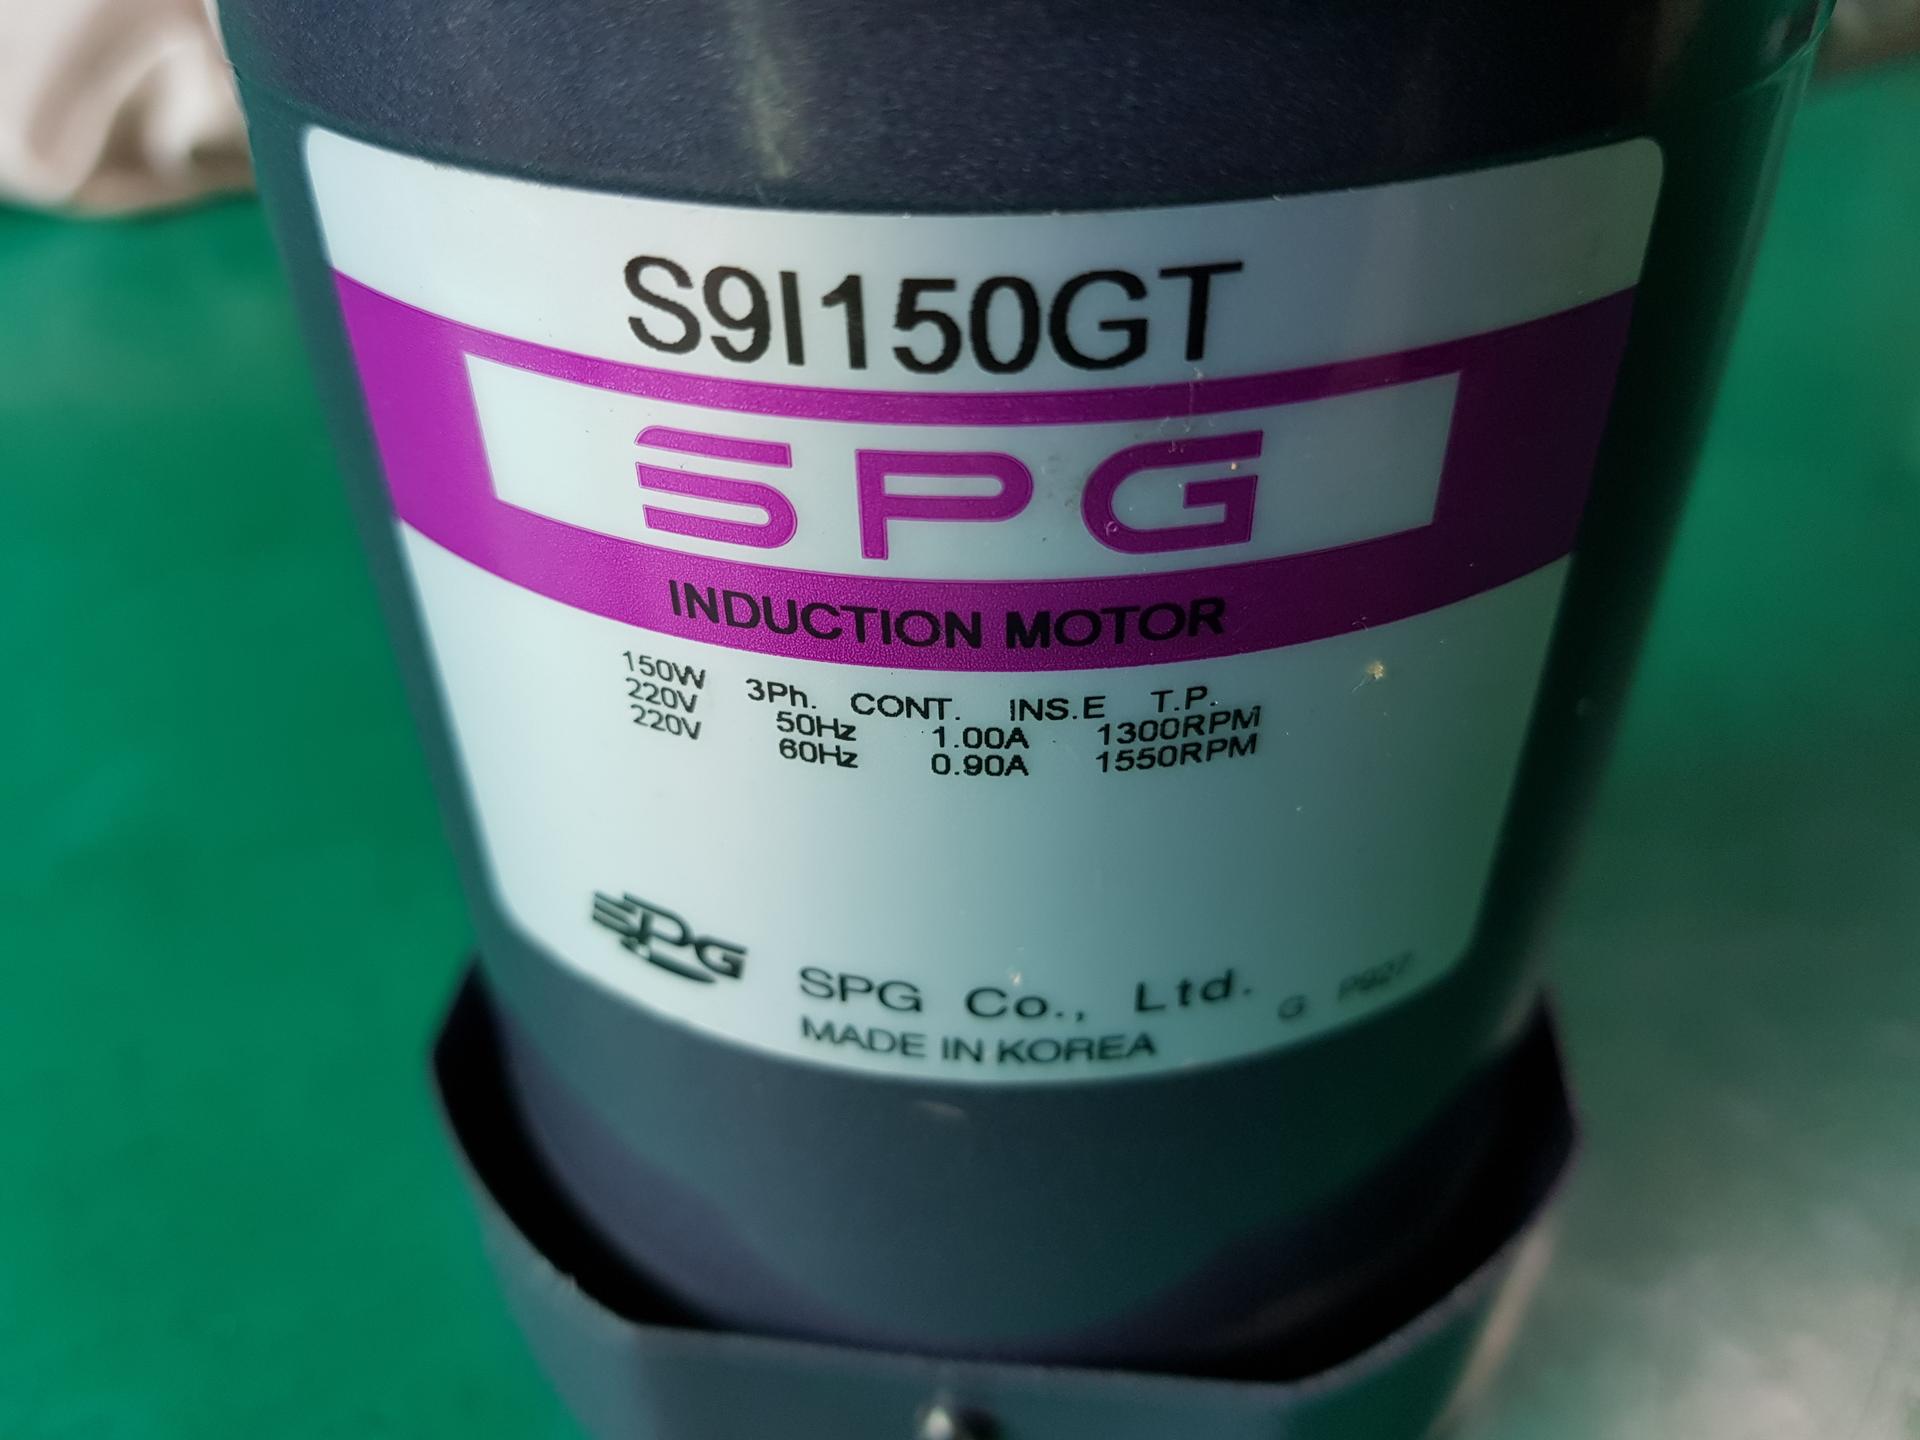 S9I150GT
SPG
INDUCTION MOTOR
150W 3Ph. CONT. INS.E T.P.
220V 50Hz 1.00A 1300RPM
220V 60Hz 0.90A 1550RPM
SPG SPG Co., Ltd. G
MADE IN KOREA